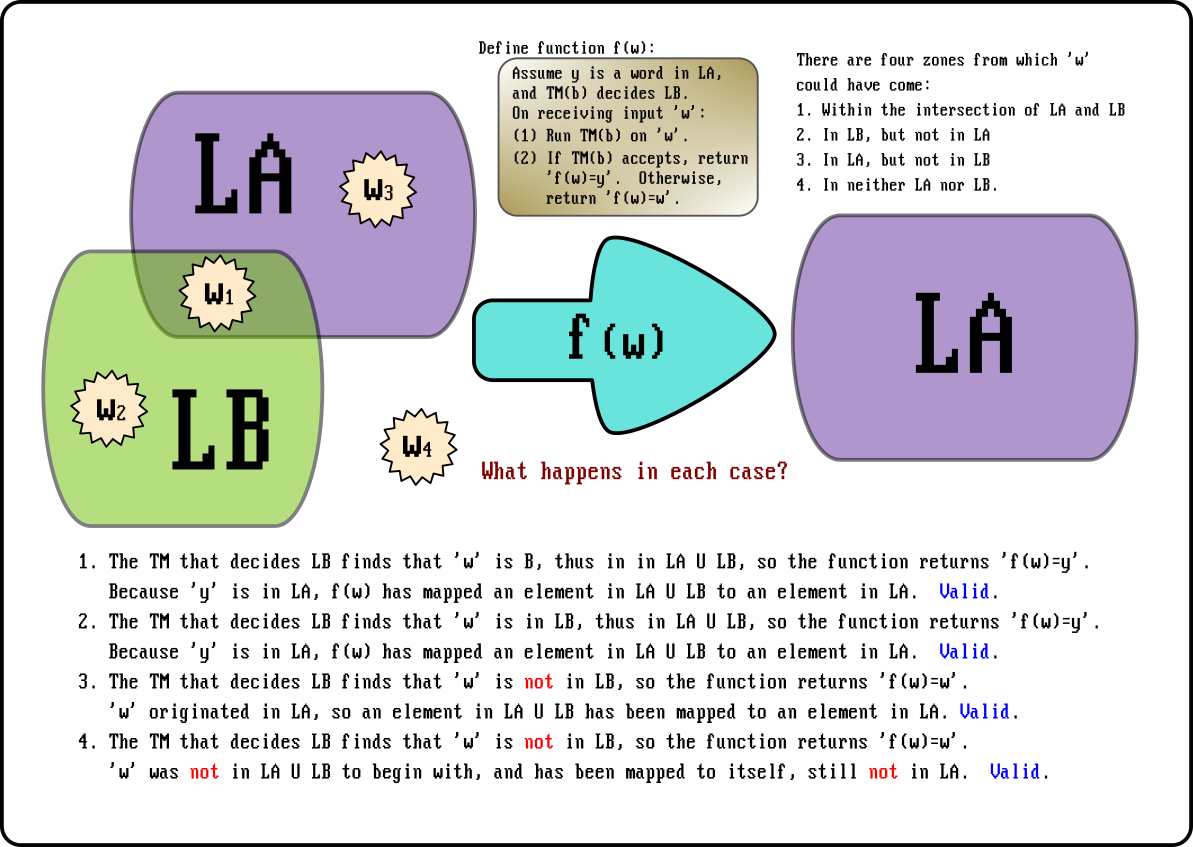 Define function f(w):
Assume y is a word in LA,
and TM(b) decides LB.
On receiving input 'w':
(1) Run TM(b) on 'w'.
(2) If TM(b) accepts, return
'f(w)=y'.  Otherwise,
return 'f(w)=w'.
There are four zones from which 'w'
could have come:
1. Within the intersection of LA and LB
2. In LB, but not in LA
3. In LA, but not in LB
4. In neither LA nor LB.
LA
w3
w1
w2
LB
w4
f(w)
LA
What happens in each case?
1. The TM that decides LB finds that 'w' is B, thus in in LA U LB, so the function returns 'f(w)=y'.
Because 'y' is in LA, f(w) has mapped an element in LA U LB to an element in LA.  Valid.
2. The TM that decides LB finds that 'w' is in LB, thus in LA U LB, so the function returns 'f(w)=y'.
Because 'y' is in LA, f(w) has mapped an element in LA U LB to an element in LA.  Valid.
3. The TM that decides LB finds that 'w' is not in LB, so the function returns 'f(w)=w'.
'w' originated in LA, so an element in LA U LB has been mapped to an element in LA. Valid.
4. The TM that decides LB finds that 'w' is not in LB, so the function returns 'f(w)=w'.
'w' was not in LA U LB to begin with, and has been mapped to itself, still not in LA.  Valid.